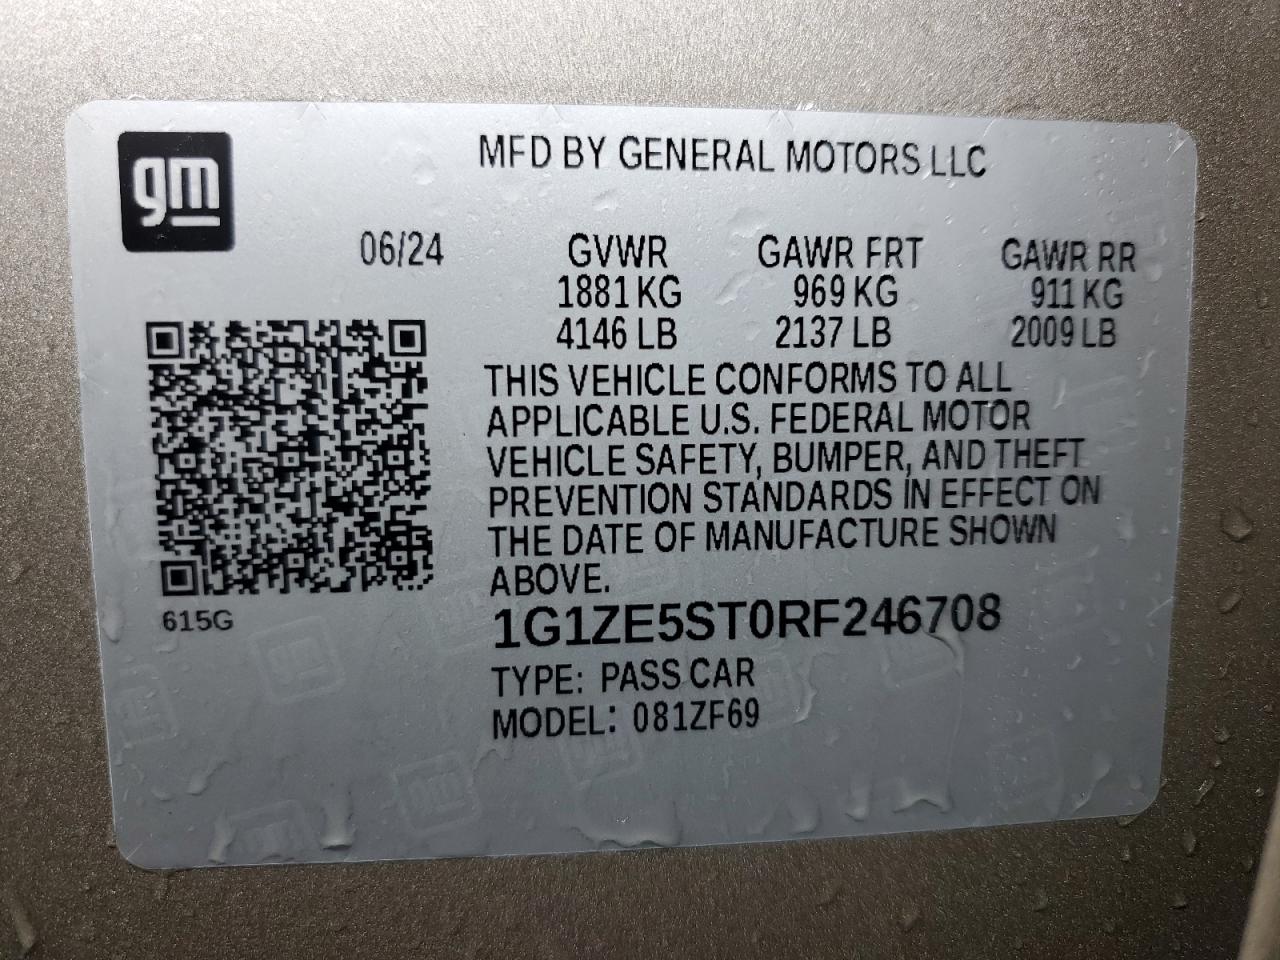 gm
MFD BY GENERAL MOTORS LLC
06/24
GVWR GAWR FRT GAWR RR
1881 KG 969 KG 911 KG
4146 LB 2137 LB 2009 LB
THIS VEHICLE CONFORMS TO ALL
APPLICABLE U.S. FEDERAL MOTOR
VEHICLE SAFETY, BUMPER, AND THEFT
PREVENTION STANDARDS IN EFFECT ON
THE DATE OF MANUFACTURE SHOWN
ABOVE.
615G
1G1ZE5ST0RF246708
TYPE: PASS CAR
MODEL: 081ZF69